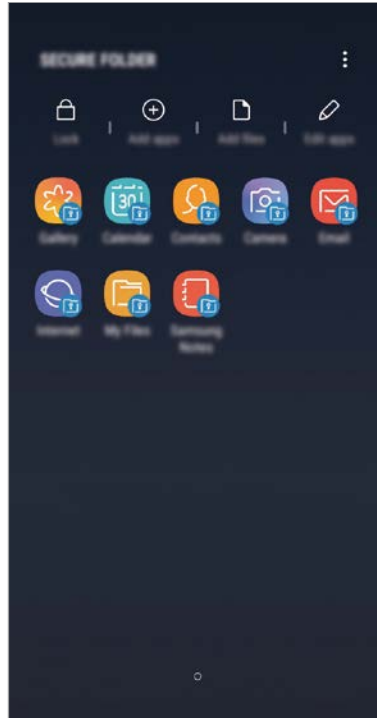 SECURE FOLDER
Lock Add apps Add files Edit apps
30
Gallery Calendar Contacts Camera Email
Internet My Files Samsung
Notes